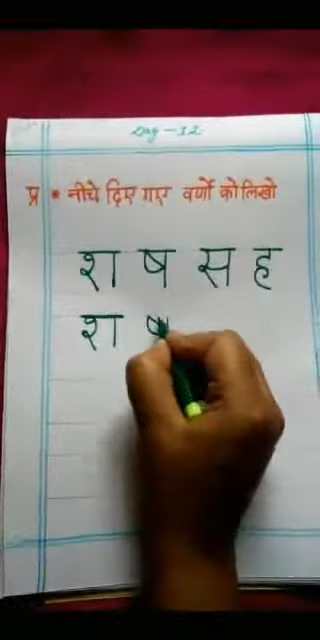 Day - 12
प्र • नीचे दिए गए वर्णों को लिखो
श ष स ह
श ष